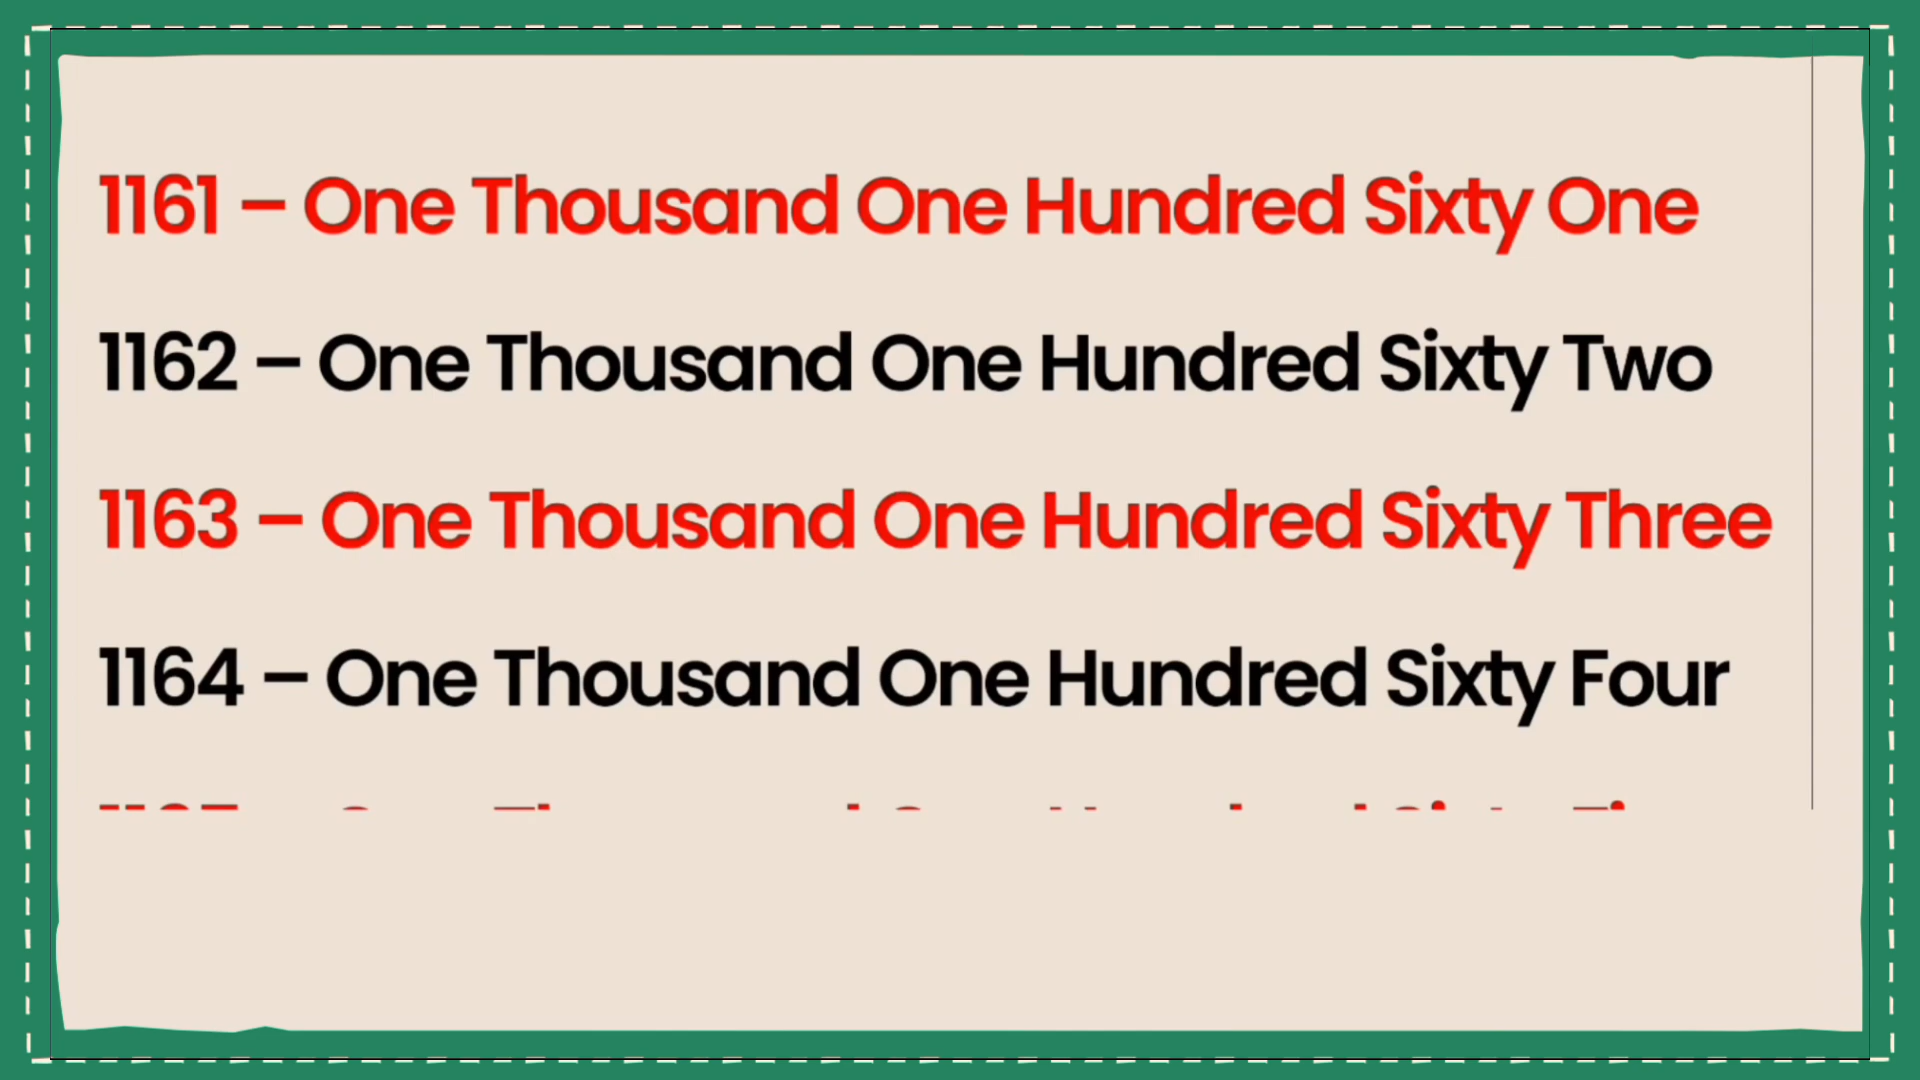 1161 – One Thousand One Hundred Sixty One
1162 – One Thousand One Hundred Sixty Two
1163 – One Thousand One Hundred Sixty Three
1164 – One Thousand One Hundred Sixty Four